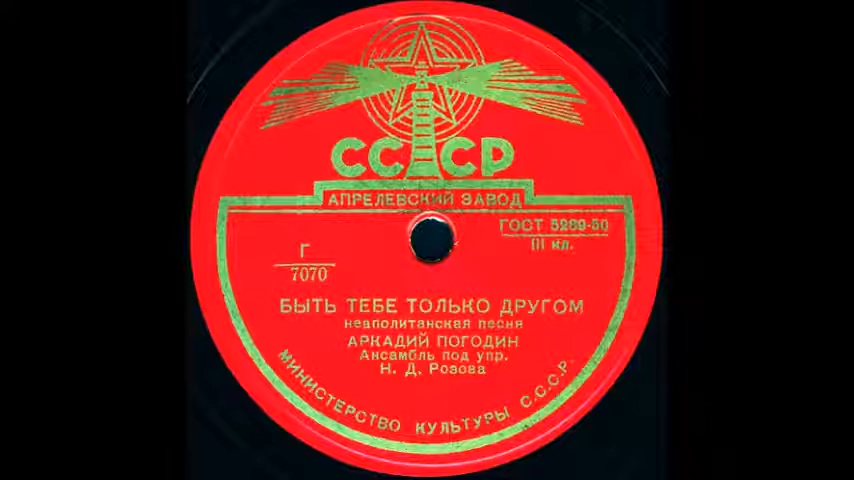 СССР
АПРЕЛЕВСКИЙ ЗАВОД
ГОСТ 5289-50
III кл.
Г
7070
БЫТЬ ТЕБЕ ТОЛЬКО ДРУГОМ
неаполитанская песня
АРКАДИЙ ПОГОДИН
Ансамбль под упр.
Н. Д. Розова
МИНИСТЕРСТВО КУЛЬТУРЫ С.С.С.Р.